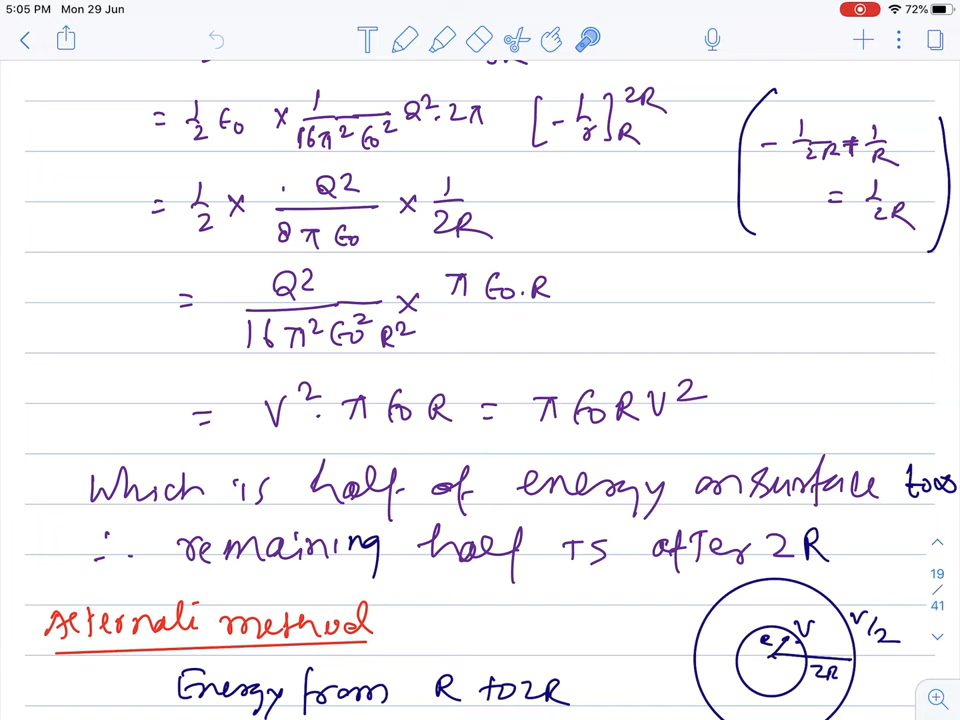 5:05 PM Mon 29 Jun
72%
= 1/2 ε0 × 1/(16π² ε0²) Q² · 2π [-1/r] 2R R
(- 1/2R + 1/R
= 1/2R)
= 1/2 × Q2/(8 π ε0) × 1/2R
= Q2/(16π² ε0² R²) × π ε0.R
= V². π ε0 R = π ε0 R V²
Which is half of energy on surface to ∞
∴ remaining half is after 2R
Alternati method
19
/
41
R V V/2
2R
Energy from R to 2R